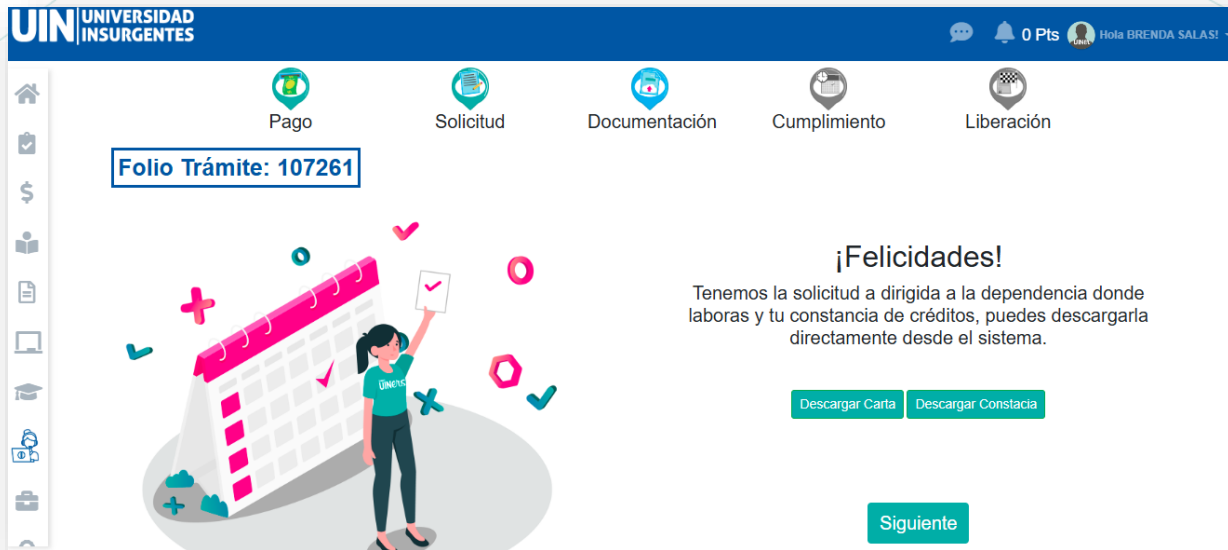 UIN UNIVERSIDAD
INSURGENTES
0 Pts
Hola BRENDA SALAS!
Pago
Solicitud
Documentación
Cumplimiento
Liberación
Folio Trámite: 107261
¡Felicidades!
Tenemos la solicitud a dirigida a la dependencia donde
laboras y tu constancia de créditos, puedes descargarla
directamente desde el sistema.
Descargar Carta
Descargar Constacia
Siguiente